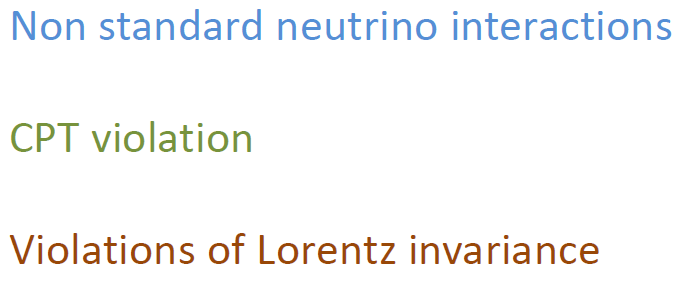 Non standard neutrino interactions
CPT violation
Violations of Lorentz invariance